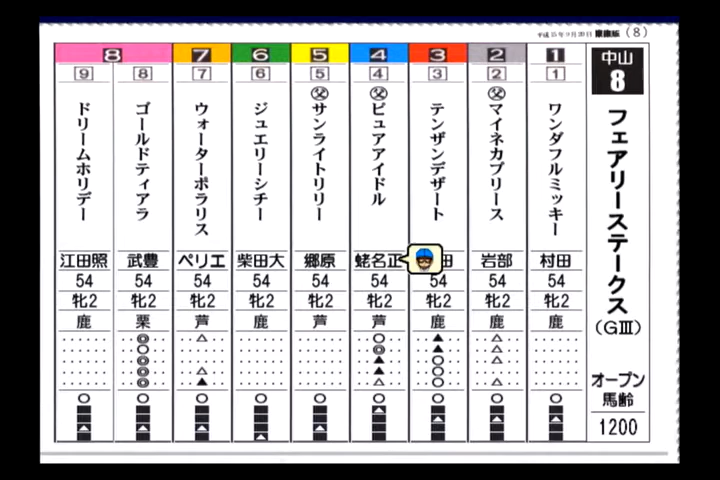 (8)
中山
8
フェアリーステークス
(GⅢ)
オープン
馬齢
1200
1
1
ワンダフルミッキー
村田
54
牝2
鹿
2
2
父マイネカプリース
岩部
54
牝2
鹿
3
3
テンザンデザート
田
54
牝2
鹿
4
4
父ピュアアイドル
蛯名正
54
牝2
芦
5
5
父サンライトリリー
郷原
54
牝2
芦
6
6
ジュエリーシチー
柴田大
54
牝2
鹿
7
7
ウォーターポラリス
ペリエ
54
牝2
芦
8
8
ゴールドティアラ
武豊
54
牝2
栗
9
ドリームホリデー
江田照
54
牝2
鹿